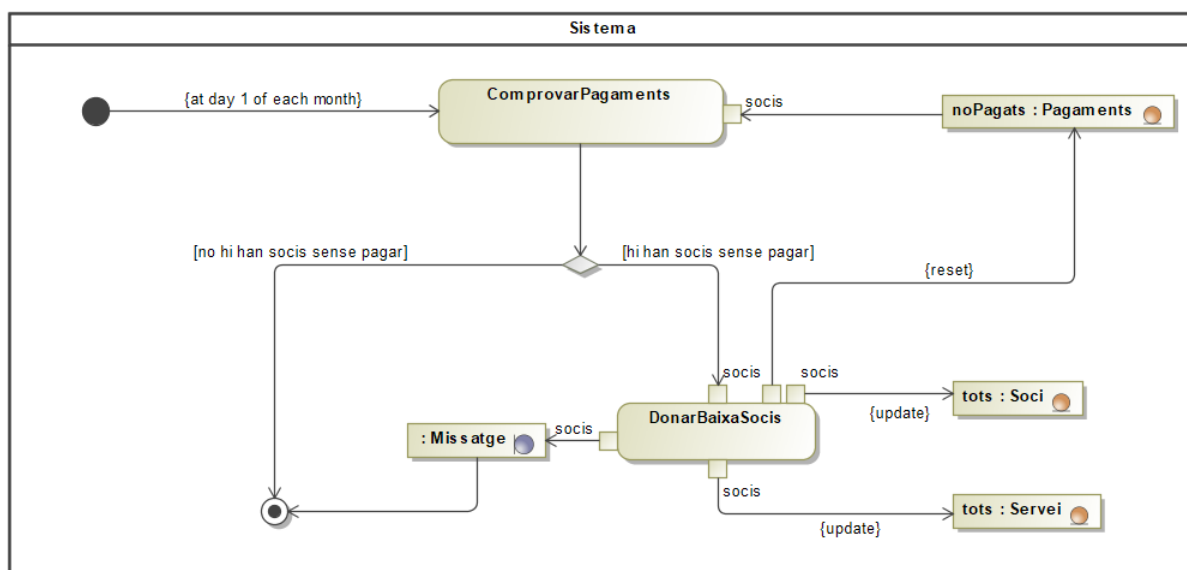 Sistema
{at day 1 of each month}
ComprovarPagaments
socis
noPagats : Pagaments
[no hi han socis sense pagar]
[hi han socis sense pagar]
{reset}
socis
socis
tots : Soci
{update}
DonarBaixaSocis
socis
: Missatge
socis
tots : Servei
{update}